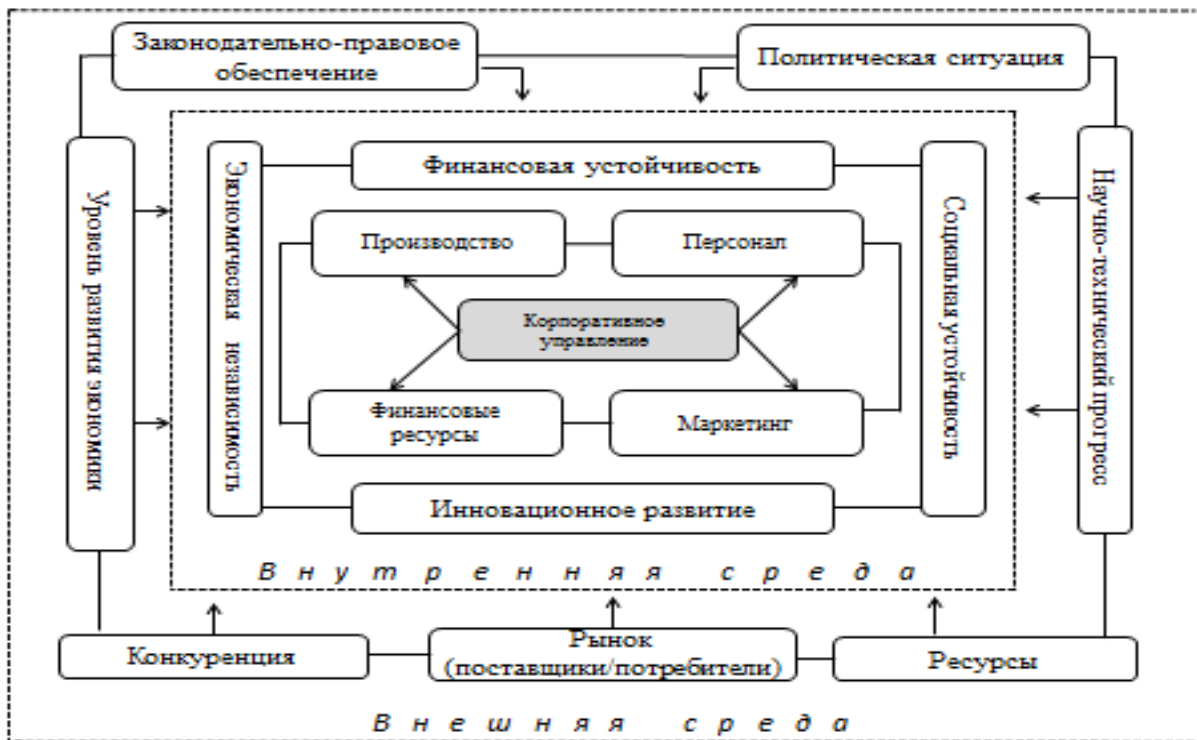 Законодательно-правовое
обеспечение
Политическая ситуация
Уровень развития экономики
Экономическая независимость
Финансовая устойчивость
Социальная устойчивость
Научно-технический прогресс
Производство
Персонал
Корпоративное
управление
Финансовые
ресурсы
Маркетинг
Инновационное развитие
Внутренняя среда
Конкуренция
Рынок
(поставщики/потребители)
Ресурсы
Внешняя среда